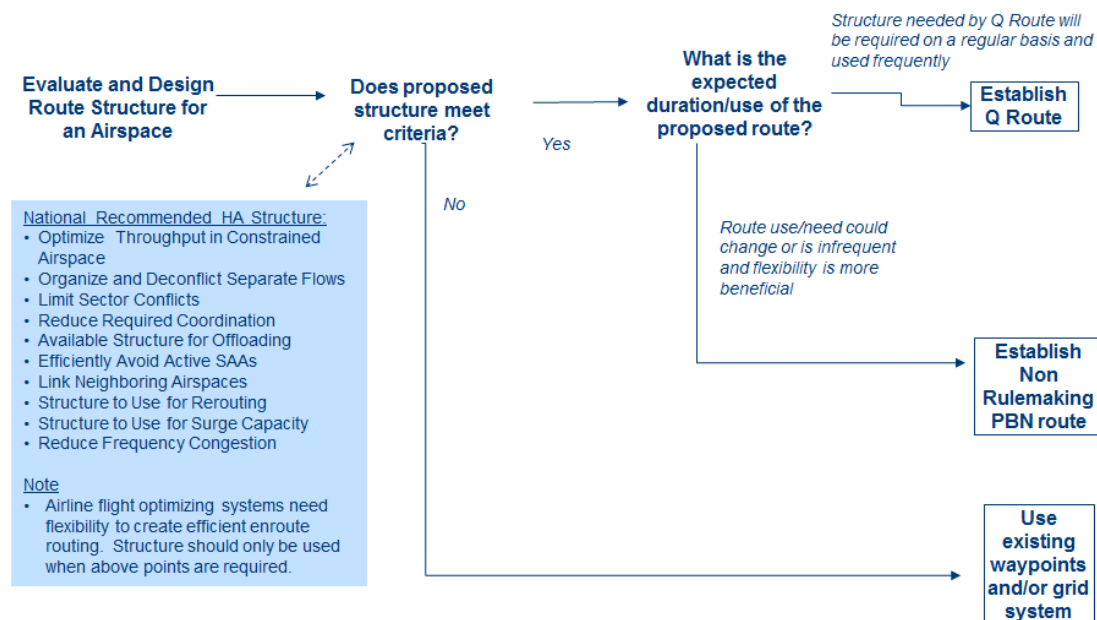 Evaluate and Design
Route Structure for
an Airspace
Does proposed
structure meet
criteria?
Yes
No
What is the
expected
duration/use of the
proposed route?
Structure needed by Q Route will
be required on a regular basis and
used frequently
Establish
Q Route
Route use/need could
change or is infrequent
and flexibility is more
beneficial
Establish
Non
Rulemaking
PBN route
Use
existing
waypoints
and/or grid
system
National Recommended HA Structure:
• Optimize Throughput in Constrained
Airspace
• Organize and Deconflict Separate Flows
• Limit Sector Conflicts
• Reduce Required Coordination
• Available Structure for Offloading
• Efficiently Avoid Active SAAs
• Link Neighboring Airspaces
• Structure to Use for Rerouting
• Structure to Use for Surge Capacity
• Reduce Frequency Congestion
Note
• Airline flight optimizing systems need
flexibility to create efficient enroute
routing. Structure should only be used
when above points are required.